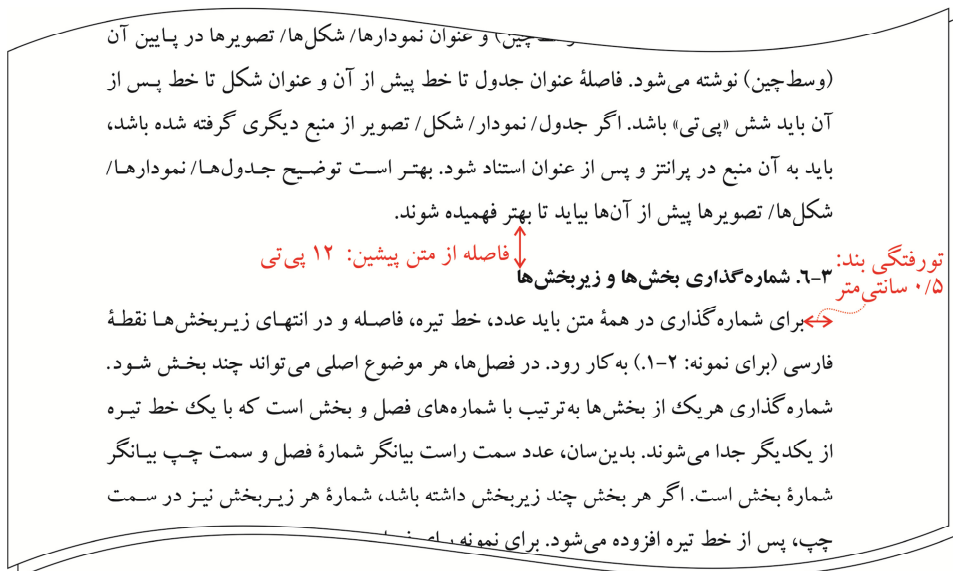 و عنوان نمودارها/ شکل‌ها/ تصویرها در پایین آن
(وسط‌چین) نوشته می‌شود. فاصلهٔ عنوان جدول تا خط پیش از آن و عنوان شکل تا خط پس از
آن باید شش «پی‌تی» باشد. اگر جدول/ نمودار/ شکل/ تصویر از منبع دیگری گرفته شده باشد،
باید به آن منبع در پرانتز و پس از عنوان استناد شود. بهتر است توضیح جدول‌ها/ نمودارها/
شکل‌ها/ تصویرها پیش از آن‌ها بیاید تا بهتر فهمیده شوند.
فاصله از متن پیشین: ۱۲ پی‌تی
تورفتگی بند:
۰/۵ سانتی‌متر
۳-۶. شماره‌گذاری بخش‌ها و زیربخش‌ها
برای شماره‌گذاری در همهٔ متن باید عدد، خط تیره، فاصله و در انتهای زیربخش‌ها نقطهٔ
فارسی (برای نمونه: ۲-۱.) به‌کار رود. در فصل‌ها، هر موضوع اصلی می‌تواند چند بخش شود.
شماره‌گذاری هریک از بخش‌ها به‌ترتیب با شماره‌های فصل و بخش است که با یک خط تیره
از یکدیگر جدا می‌شوند. بدین‌سان، عدد سمت راست بیانگر شمارهٔ فصل و سمت چپ بیانگر
شمارهٔ بخش است. اگر هر بخش چند زیربخش داشته باشد، شمارهٔ هر زیربخش نیز در سمت
چپ، پس از خط تیره افزوده می‌شود. برای نمونه برای